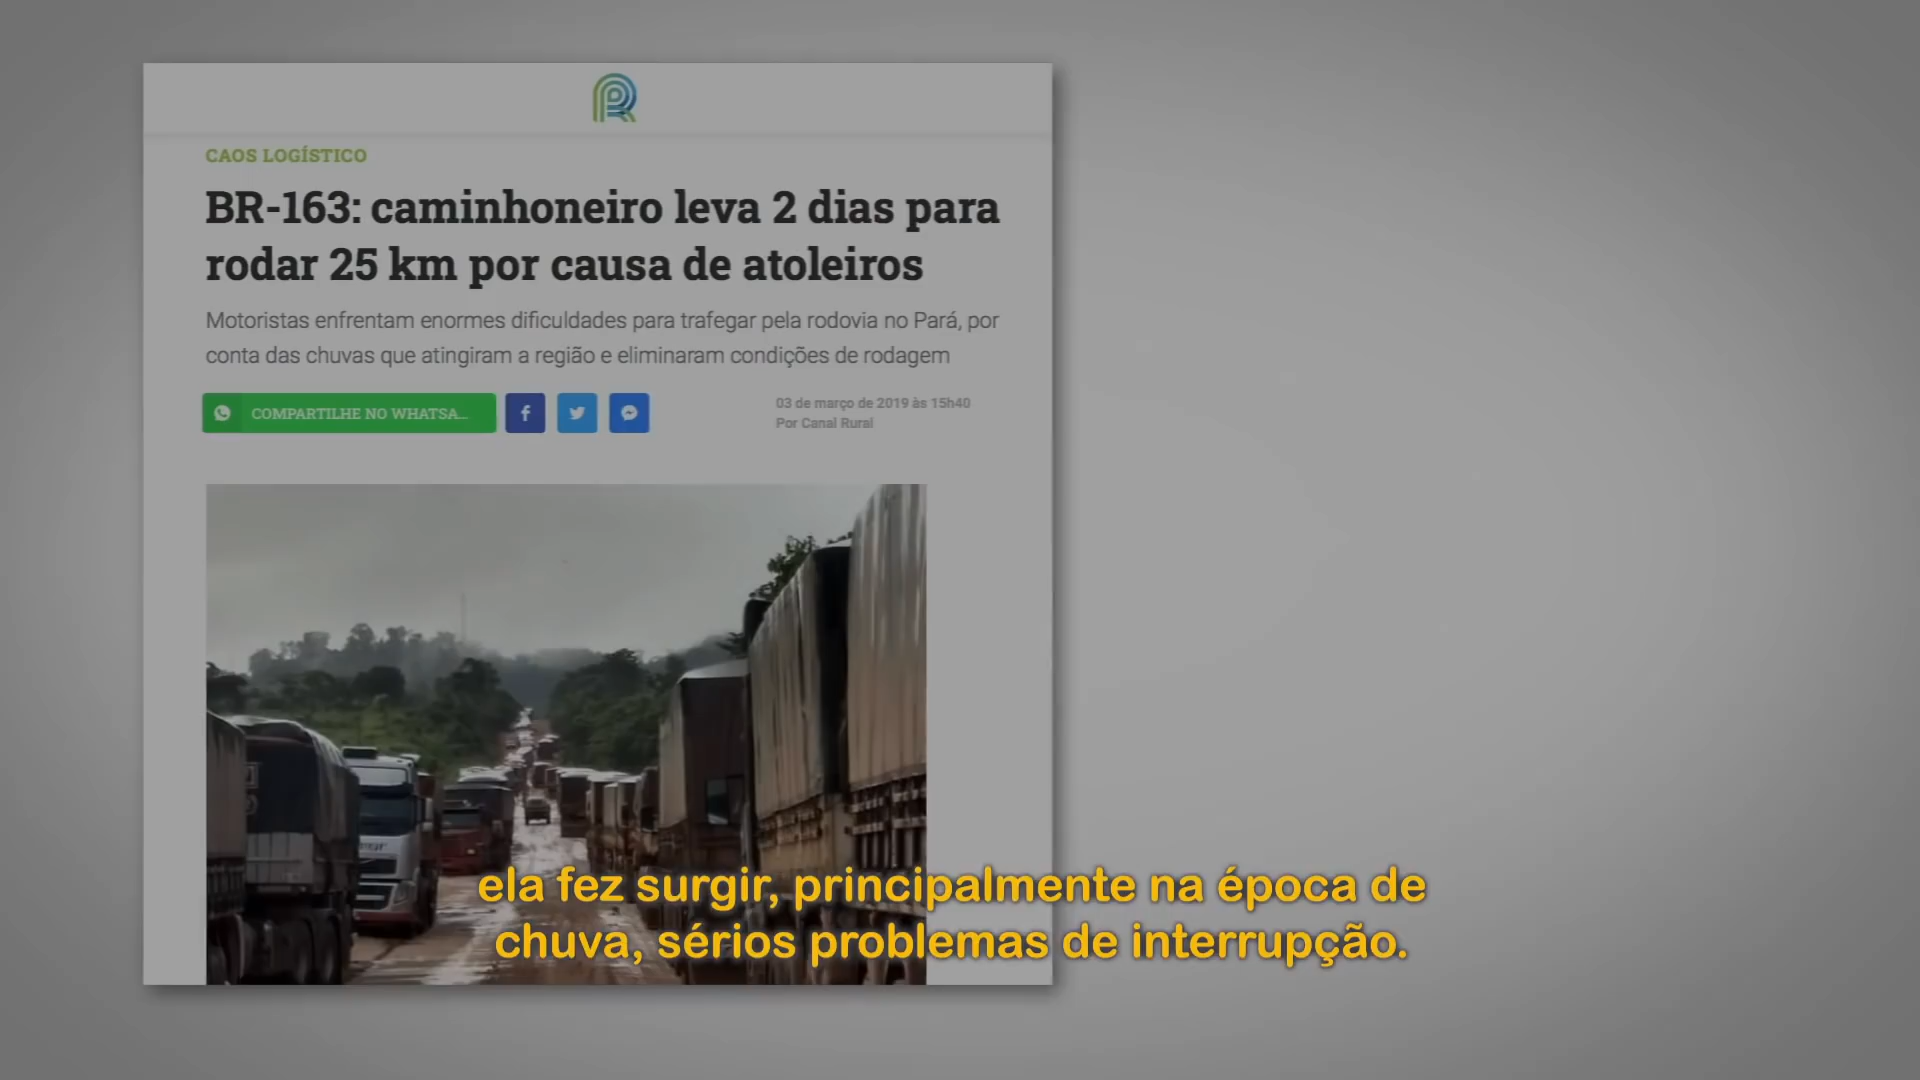 CAOS LOGÍSTICO
BR-163: caminhoneiro leva 2 dias para
rodar 25 km por causa de atoleiros
Motoristas enfrentam enormes dificuldades para trafegar pela rodovia no Pará, por
conta das chuvas que atingiram a região e eliminaram condições de rodagem
COMPARTILHE NO WHATSA...
03 de março de 2019 às 15h40
Por Canal Rural
ela fez surgir, principalmente na época de
chuva, sérios problemas de interrupção.